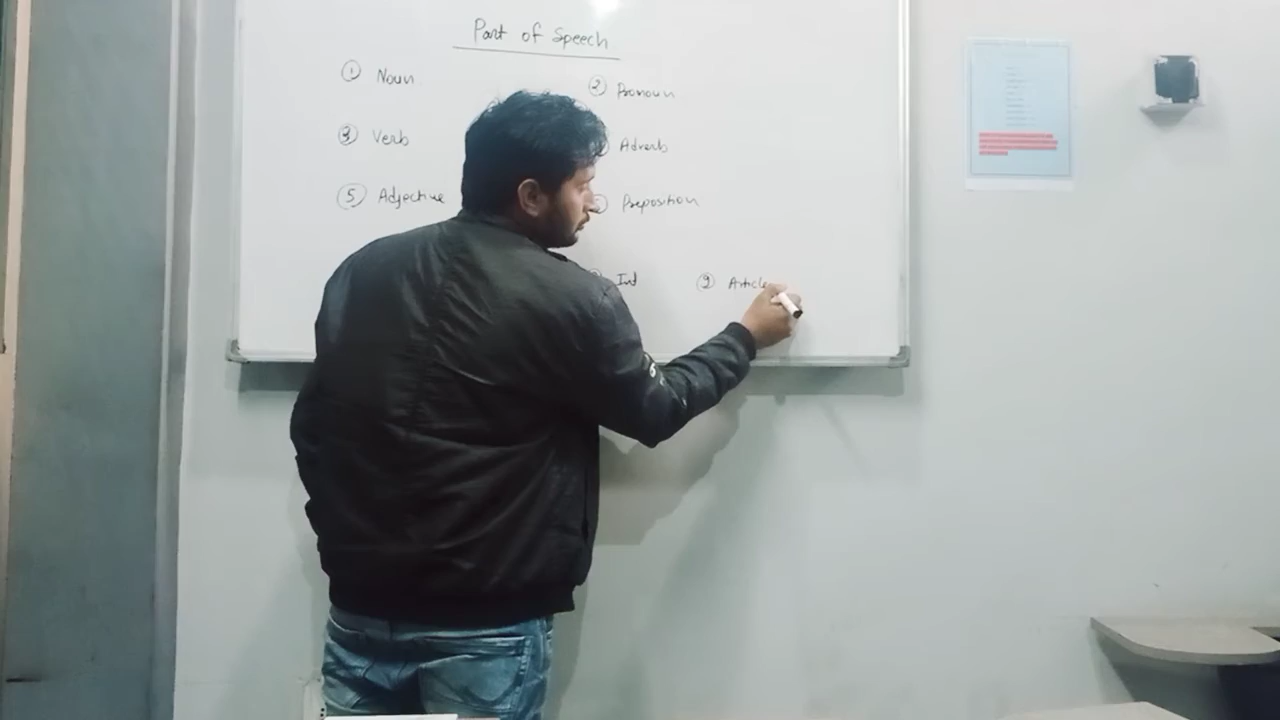 Part of Speech
① Noun
② Pronoun
③ Verb
Adverb
⑤ Adjective
Preposition
Int ⑨ Article